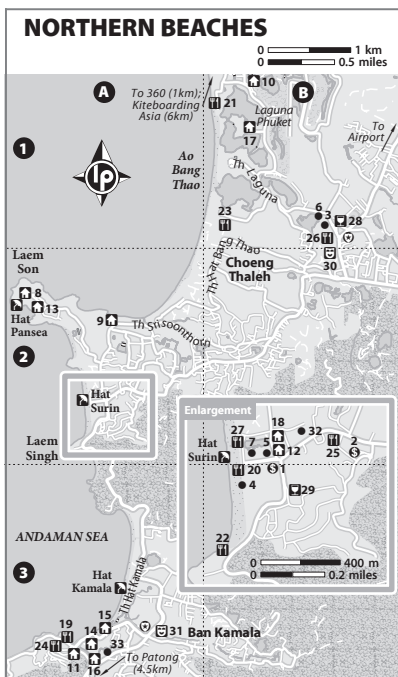 NORTHERN BEACHES
0 1 km
0 0.5 miles
A
B
To 360 (1km);
Kiteboarding
Asia (6km)
10
21
Laguna
Phuket
17
To
Airport
1
lp
Ao
Bang
Thao
Th Laguna
23
6
3
28
26
30
Th Hat Bang Thao
Choeng
Thaleh
Laem
Son
8
13
Hat
Pansea
9
Th Srisoonthorn
2
Hat
Surin
Laem
Singh
Enlargement
18
32
27
7
5
12
25
2
Hat
Surin
20
1
4
29
22
0 400 m
0 0.2 miles
ANDAMAN SEA
3
Hat
Kamala
Th Hat Kamala
15
19
14
33
31 Ban Kamala
24
11
16
To Patong
(4.5km)